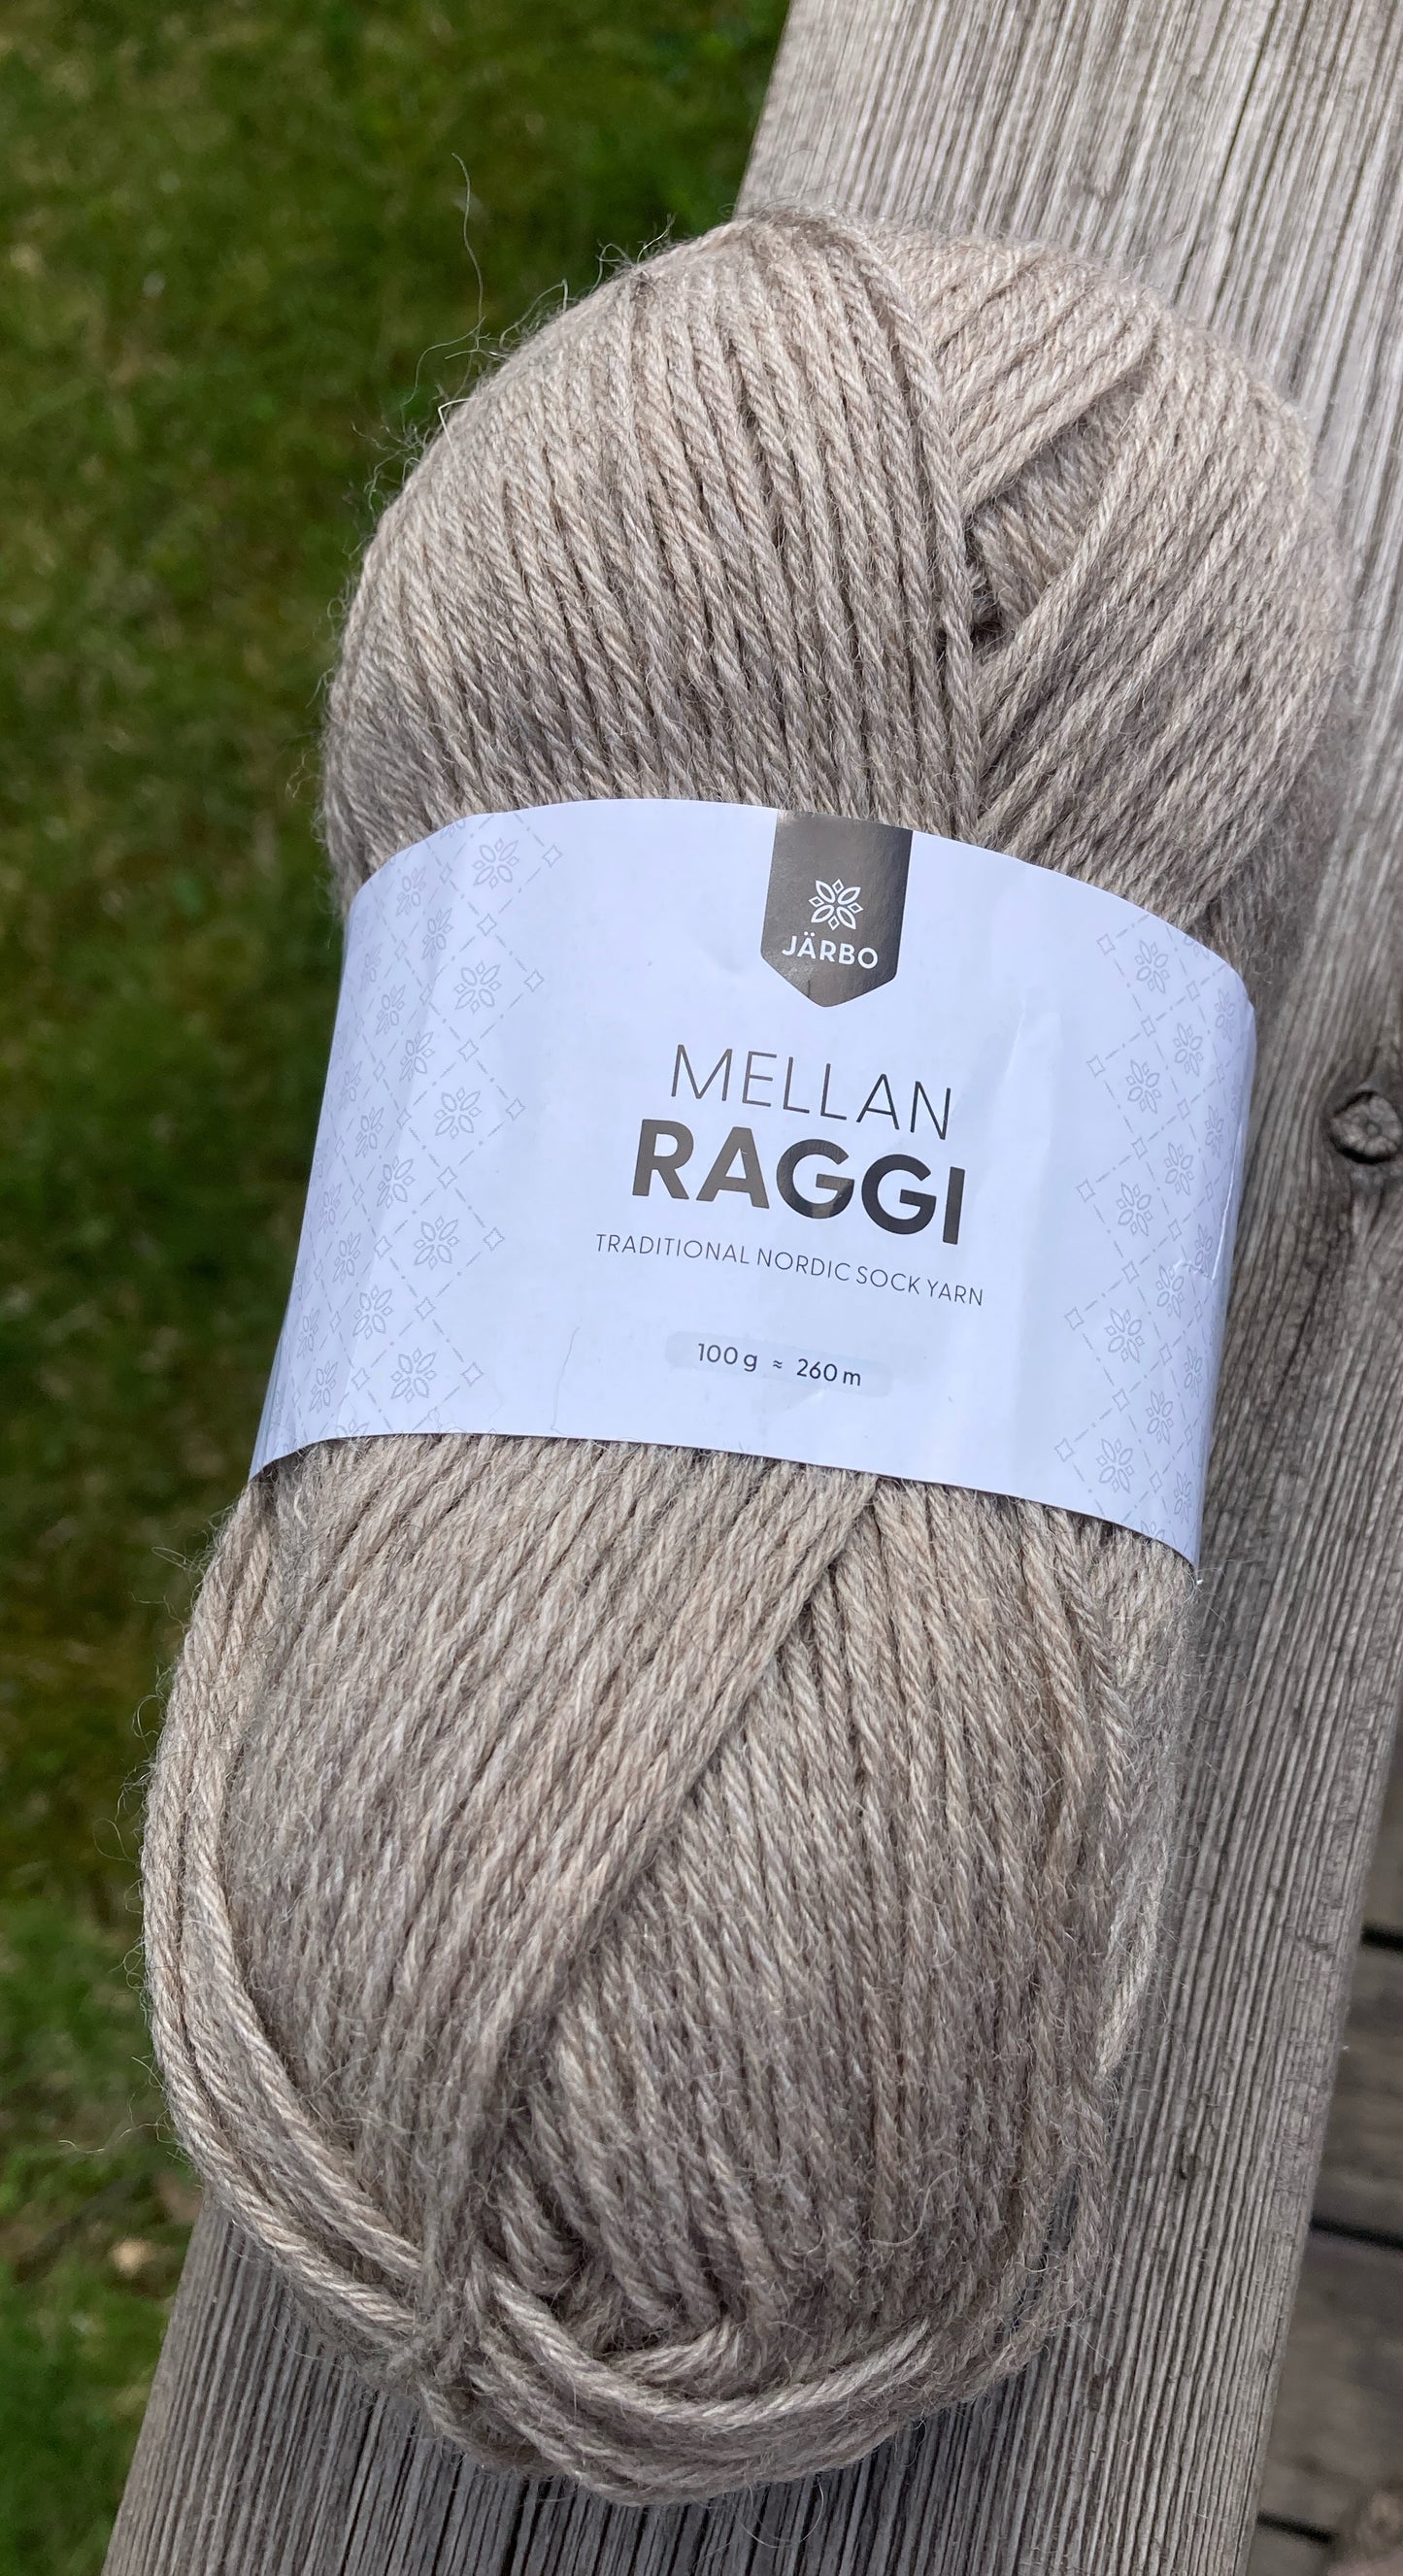 JÄRBO
MELLAN
RAGGI
TRADITIONAL NORDIC SOCK YARN
100 g ≈ 260 m